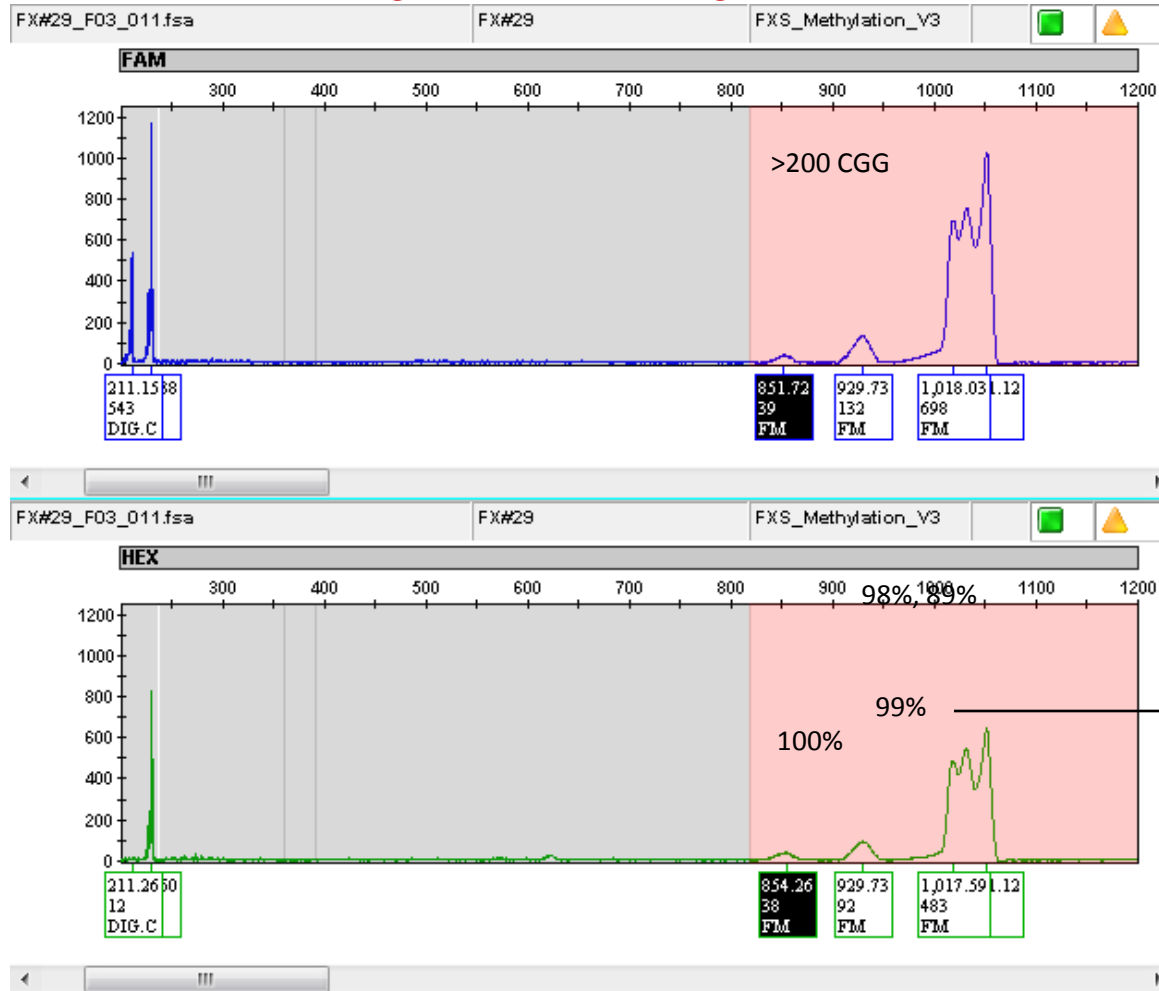 FX#29_F03_011.fsa FX#29 FXS_Methylation_V3
FAM
300 400 500 600 700 800 900 1000 1100 1200
1200
1000
800
600
400
200
0
>200 CGG
211.15 851.72 929.73 1,018.03 1.12
543 39 132 698
DIG.C FM FM FM
FX#29_F03_011.fsa FX#29 FXS_Methylation_V3
HEX
300 400 500 600 700 800 900 1000 1100 1200
98%, 89%
1200
1000
800
600
400
200
0
99%
100%
211.26 854.26 929.73 1,017.59 1.12
12 38 92 483
DIG.C FM FM FM